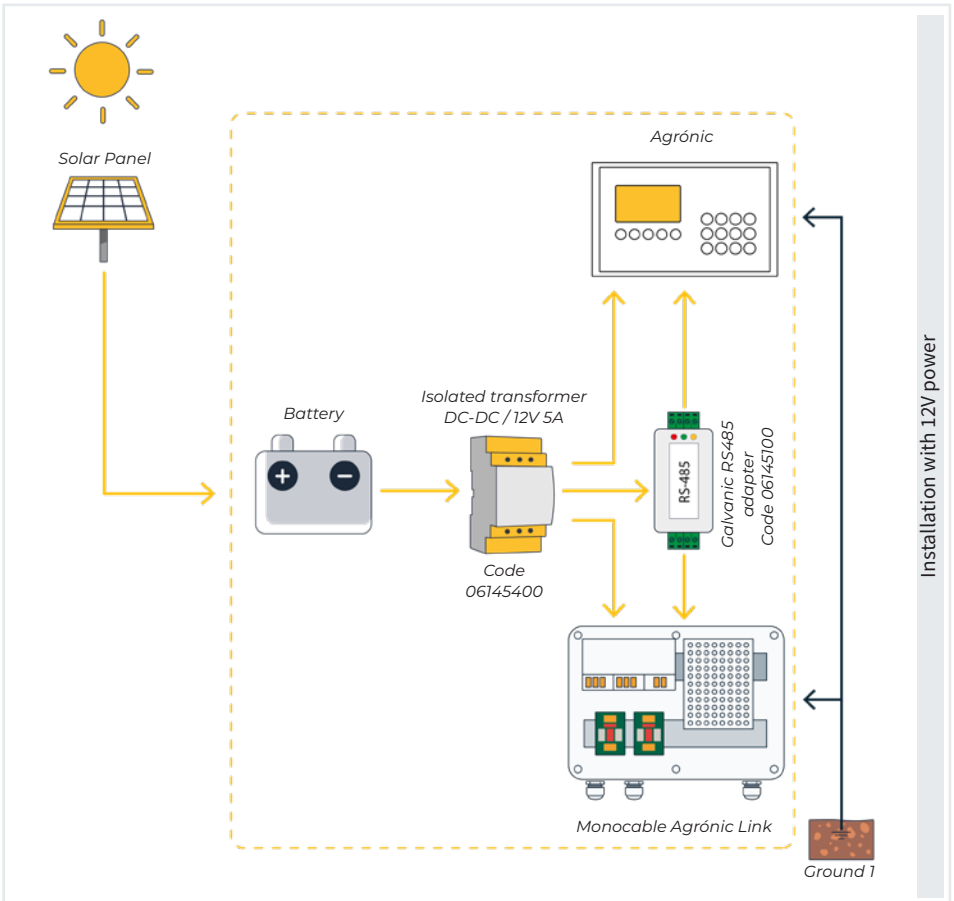 Solar Panel
Agrónic
Battery
+
−
Isolated transformer
DC-DC / 12V 5A
Code
06145400
RS-485
Galvanic RS485
adapter
Code 06145100
Monocable Agrónic Link
Ground 1
Installation with 12V power